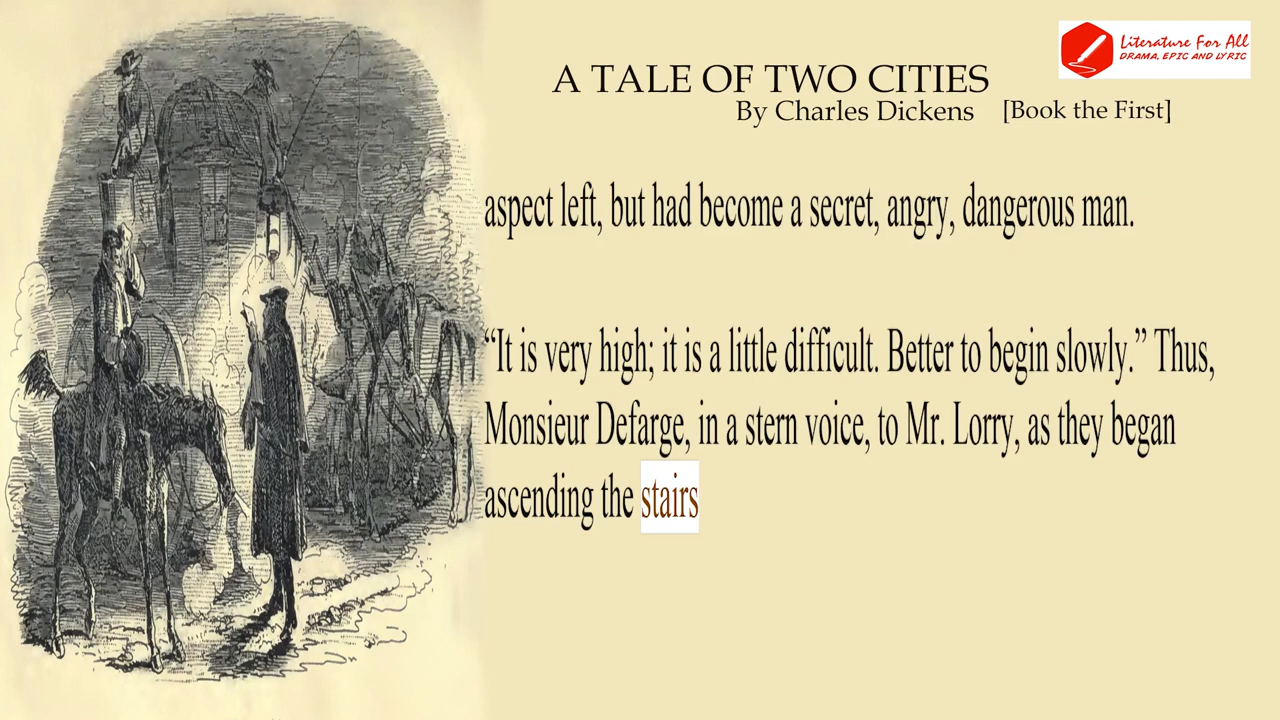 A TALE OF TWO CITIES
By Charles Dickens [Book the First]
Literature For All
DRAMA, EPIC AND LYRIC
aspect left, but had become a secret, angry, dangerous man.
“It is very high; it is a little difficult. Better to begin slowly.” Thus,
Monsieur Defarge, in a stern voice, to Mr. Lorry, as they began
ascending the stairs